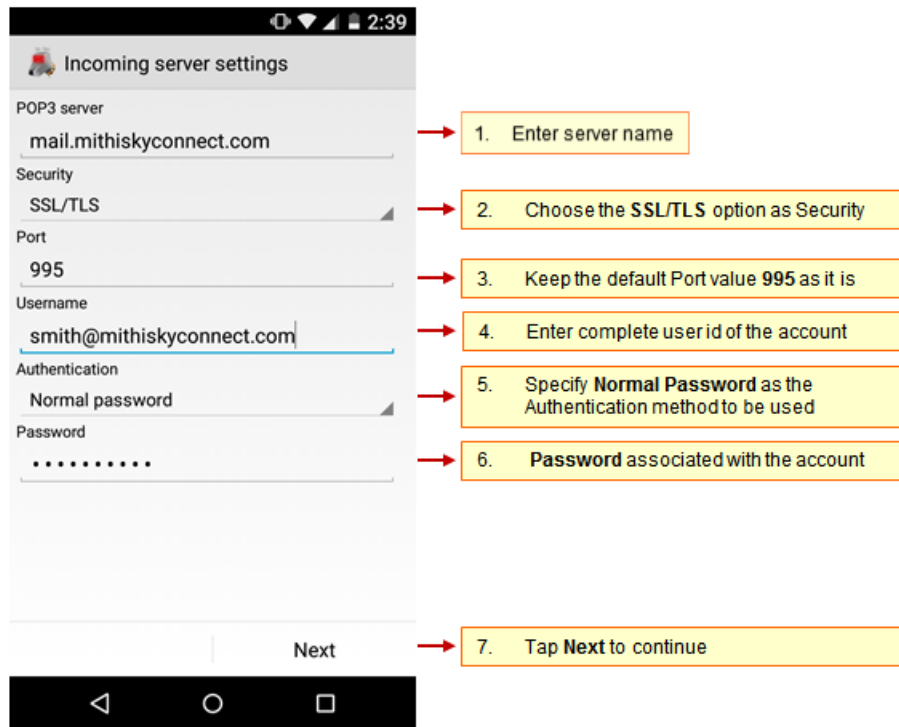 2:39
Incoming server settings
POP3 server
mail.mithiskyconnect.com
1. Enter server name
Security
SSL/TLS
2. Choose the SSL/TLS option as Security
Port
995
3. Keep the default Port value 995 as it is
Username
smith@mithiskyconnect.com
4. Enter complete user id of the account
Authentication
Normal password
5. Specify Normal Password as the
Authentication method to be used
Password
••••••••••
6. Password associated with the account
Next
7. Tap Next to continue